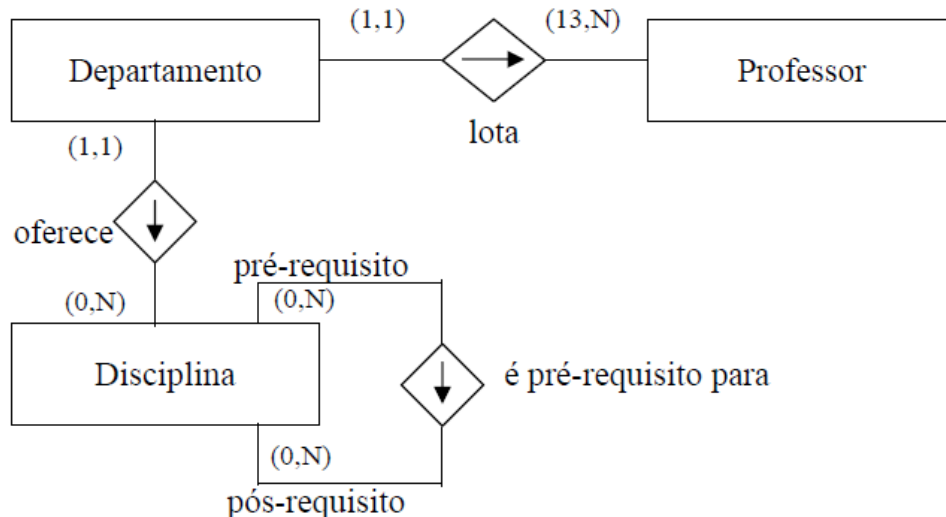 (1,1)
(13,N)
Departamento
Professor
lota
(1,1)
oferece
(0,N)
pré-requisito
(0,N)
Disciplina
é pré-requisito para
(0,N)
pós-requisito